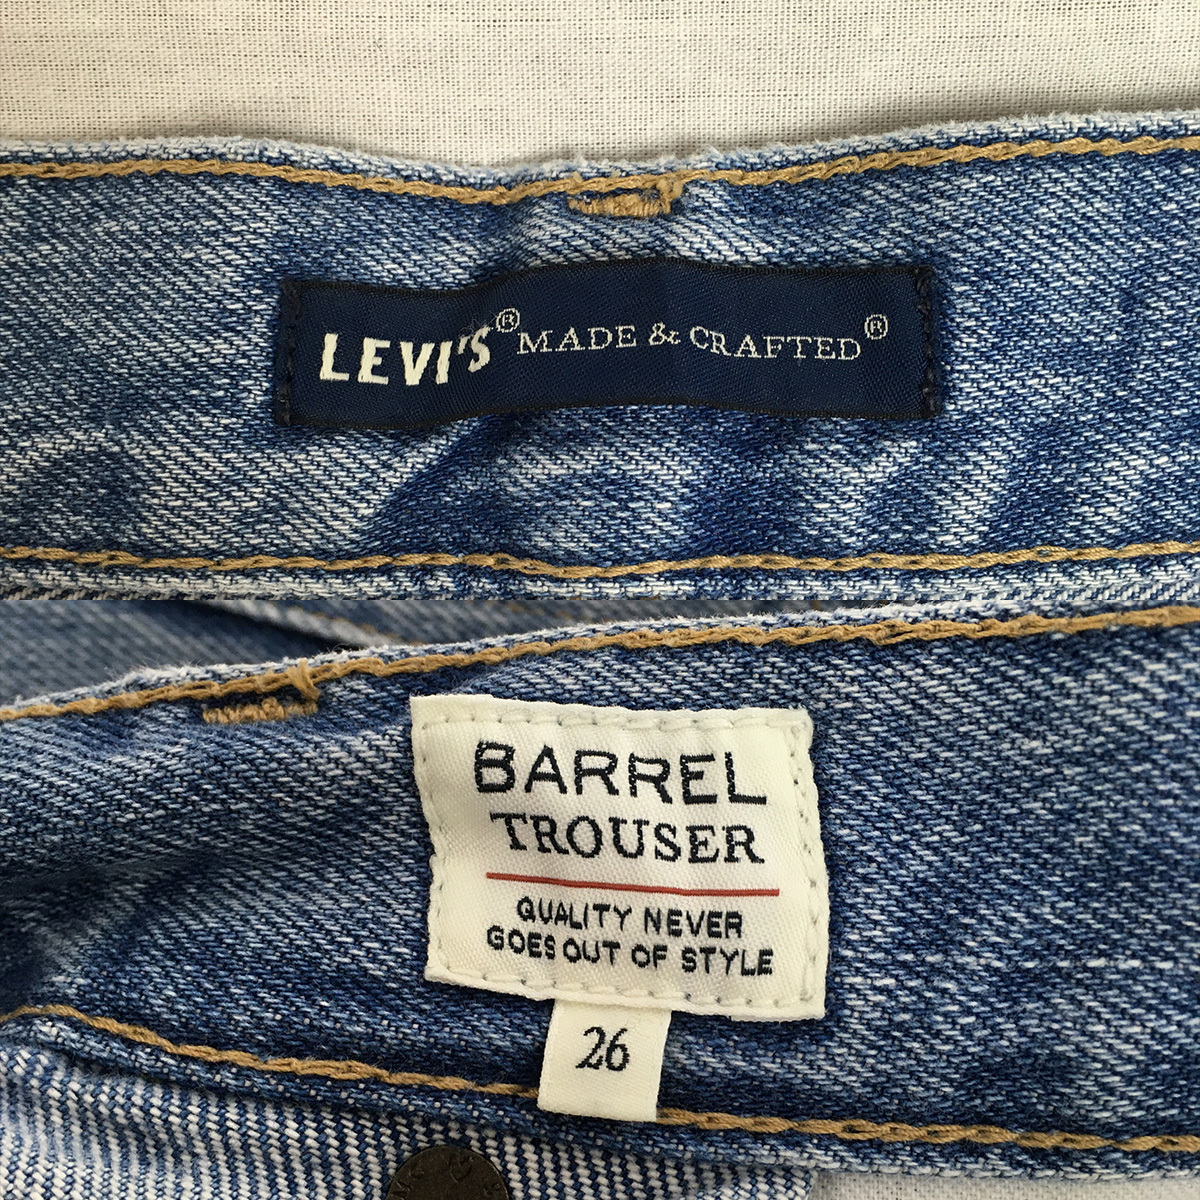 LEVI'S® MADE & CRAFTED®
BARREL
TROUSER
QUALITY NEVER
GOES OUT OF STYLE
26